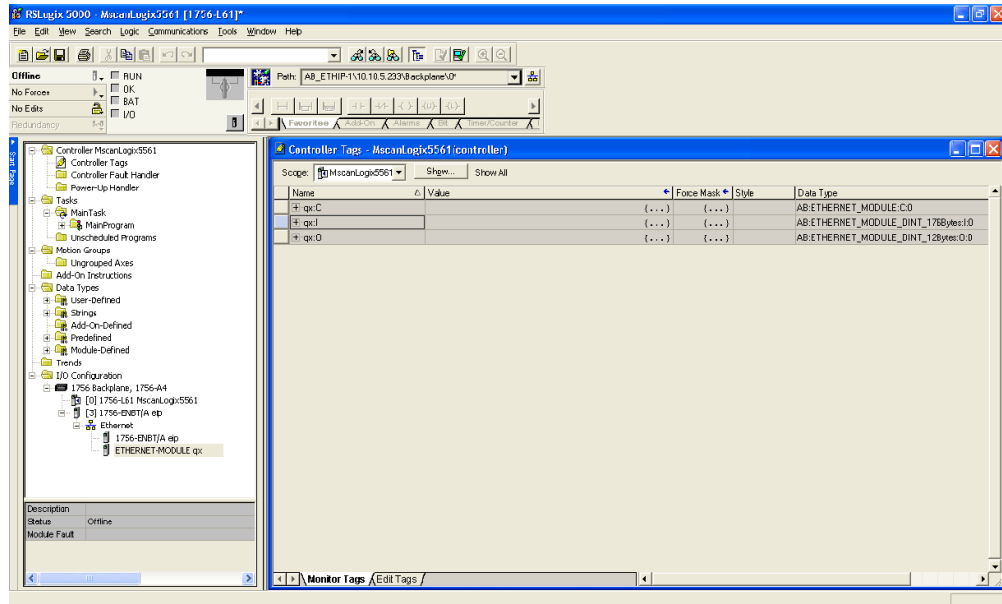 RSLogix 5000 - MscanLogix5561 [1756-L61]*
File Edit View Search Logic Communications Tools Window Help
Offline
RUN
Path: AB_ETHIP-1\10.10.5.233\Backplane\0*
No Forces
OK
No Edits
BAT
I/O
Redundancy
Favorites Add-On Alarms Bit Timer/Counter
Start Page
Controller MscanLogix5561
Controller Tags
Controller Fault Handler
Power-Up Handler
Tasks
MainTask
MainProgram
Unscheduled Programs
Motion Groups
Ungrouped Axes
Add-On Instructions
Data Types
User-Defined
Strings
Add-On-Defined
Predefined
Module-Defined
Trends
I/O Configuration
1756 Backplane, 1756-A4
[0] 1756-L61 MscanLogix5561
[3] 1756-ENBT/A eip
Ethernet
1756-ENBT/A eip
ETHERNET-MODULE qx
Description
Status Offline
Module Fault
Controller Tags - MscanLogix5561(controller)
Scope: MscanLogix5561 Show... Show All
Name Value Force Mask Style Data Type
qx:C {...} {...} AB:ETHERNET_MODULE:C:0
qx:I {...} {...} AB:ETHERNET_MODULE_DINT_176Bytes:I:0
qx:O {...} {...} AB:ETHERNET_MODULE_DINT_12Bytes:O:0
Monitor Tags Edit Tags